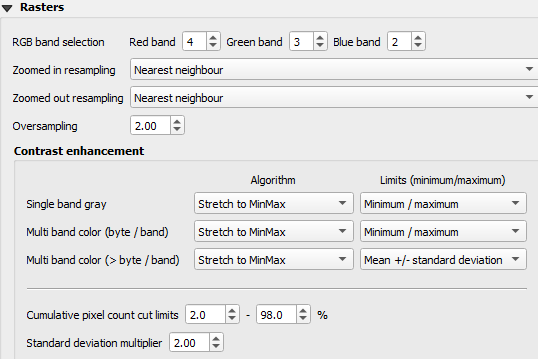 Rasters
RGB band selection Red band 4 Green band 3 Blue band 2
Zoomed in resampling Nearest neighbour
Zoomed out resampling Nearest neighbour
Oversampling 2.00
Contrast enhancement
Algorithm Limits (minimum/maximum)
Single band gray Stretch to MinMax Minimum / maximum
Multi band color (byte / band) Stretch to MinMax Minimum / maximum
Multi band color (> byte / band) Stretch to MinMax Mean +/- standard deviation
Cumulative pixel count cut limits 2.0 - 98.0 %
Standard deviation multiplier 2.00